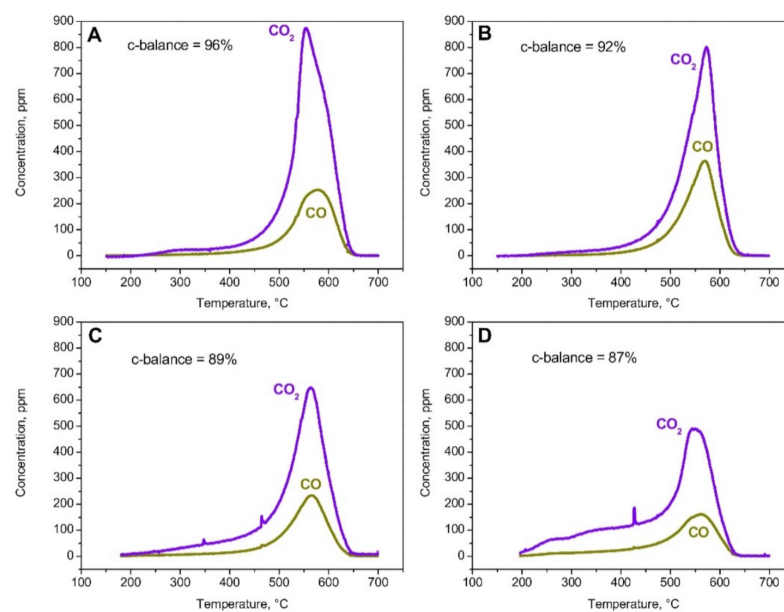 A
c-balance = 96%
CO2
CO
Concentration, ppm
900
800
700
600
500
400
300
200
100
0
100 200 300 400 500 600 700
Temperature, °C
B
c-balance = 92%
CO2
CO
Concentration, ppm
900
800
700
600
500
400
300
200
100
0
100 200 300 400 500 600 700
Temperature, °C
C
c-balance = 89%
CO2
CO
Concentration, ppm
900
800
700
600
500
400
300
200
100
0
100 200 300 400 500 600 700
Temperature, °C
D
c-balance = 87%
CO2
CO
Concentration, ppm
900
800
700
600
500
400
300
200
100
0
100 200 300 400 500 600 700
Temperature, °C